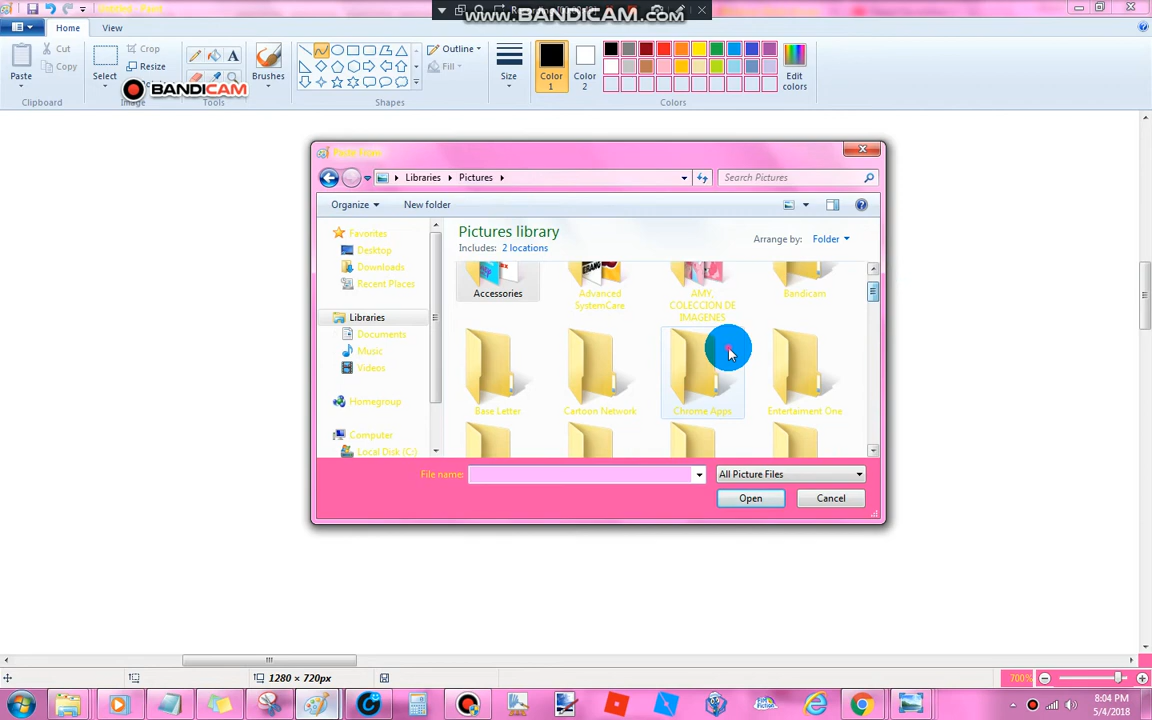 www.BANDICAM.com
Home
View
Paste
Cut
Copy
Clipboard
Select
Crop
Resize
Image
BANDICAM
Tools
Brushes
Outline
Fill
Shapes
Size
Color
1
Color
2
Edit
colors
Colors
Paste From
Libraries
Pictures
Search Pictures
Organize
New folder
Favorites
Desktop
Downloads
Recent Places
Libraries
Documents
Music
Videos
Homegroup
Computer
Local Disk (C:)
Pictures library
Includes: 2 locations
Arrange by:
Folder
Accessories
Advanced
SystemCare
AMY,
COLECCION DE
IMAGENES
Bandicam
Base Letter
Cartoon Network
Chrome Apps
Entertaiment One
File name:
All Picture Files
Open
Cancel
1280 × 720px
700%
8:04 PM
5/4/2018